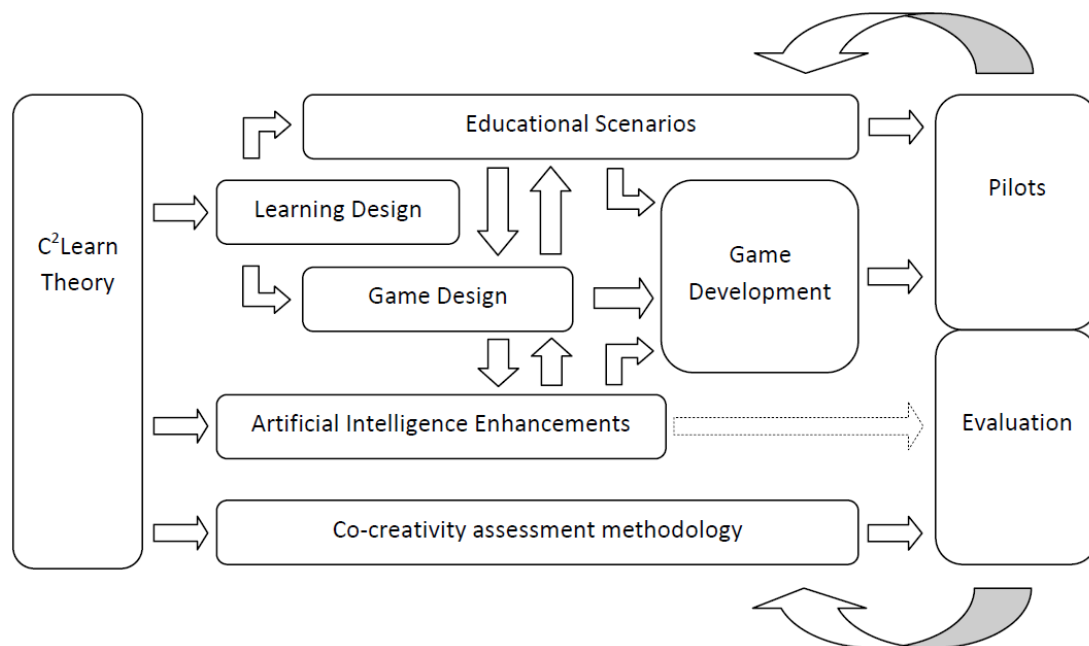 Educational Scenarios
Learning Design
Pilots
C²Learn
Theory
Game
Development
Game Design
Artificial Intelligence Enhancements
Evaluation
Co-creativity assessment methodology